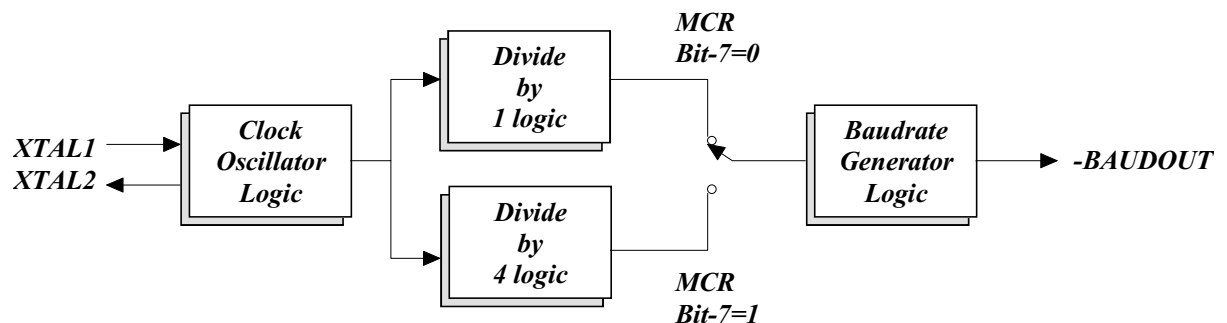 XTAL1
XTAL2
Clock
Oscillator
Logic
Divide
by
1 logic
Divide
by
4 logic
MCR
Bit-7=0
MCR
Bit-7=1
Baudrate
Generator
Logic
-BAUDOUT